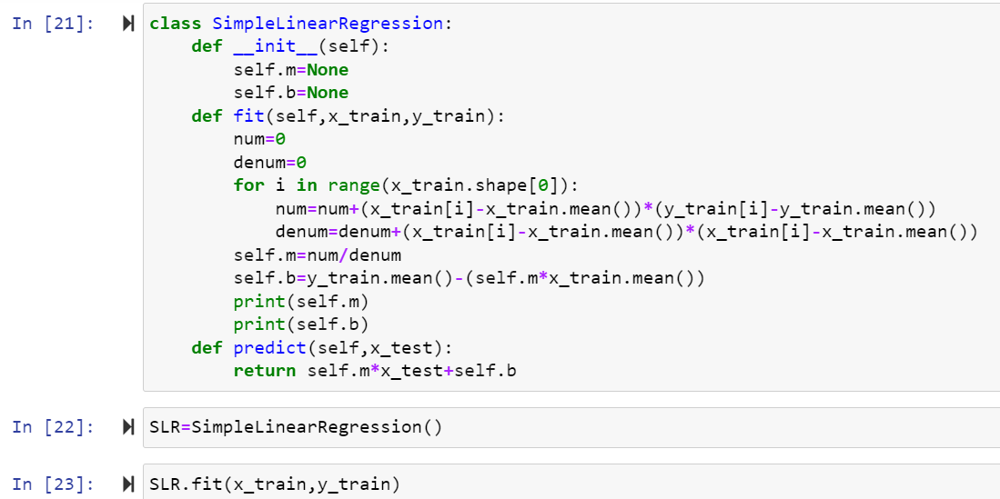 In [21]:
class SimpleLinearRegression:
    def __init__(self):
        self.m=None
        self.b=None
    def fit(self,x_train,y_train):
        num=0
        denum=0
        for i in range(x_train.shape[0]):
            num=num+(x_train[i]-x_train.mean())*(y_train[i]-y_train.mean())
            denum=denum+(x_train[i]-x_train.mean())*(x_train[i]-x_train.mean())
        self.m=num/denum
        self.b=y_train.mean()-(self.m*x_train.mean())
        print(self.m)
        print(self.b)
    def predict(self,x_test):
        return self.m*x_test+self.b
In [22]:
SLR=SimpleLinearRegression()
In [23]:
SLR.fit(x_train,y_train)